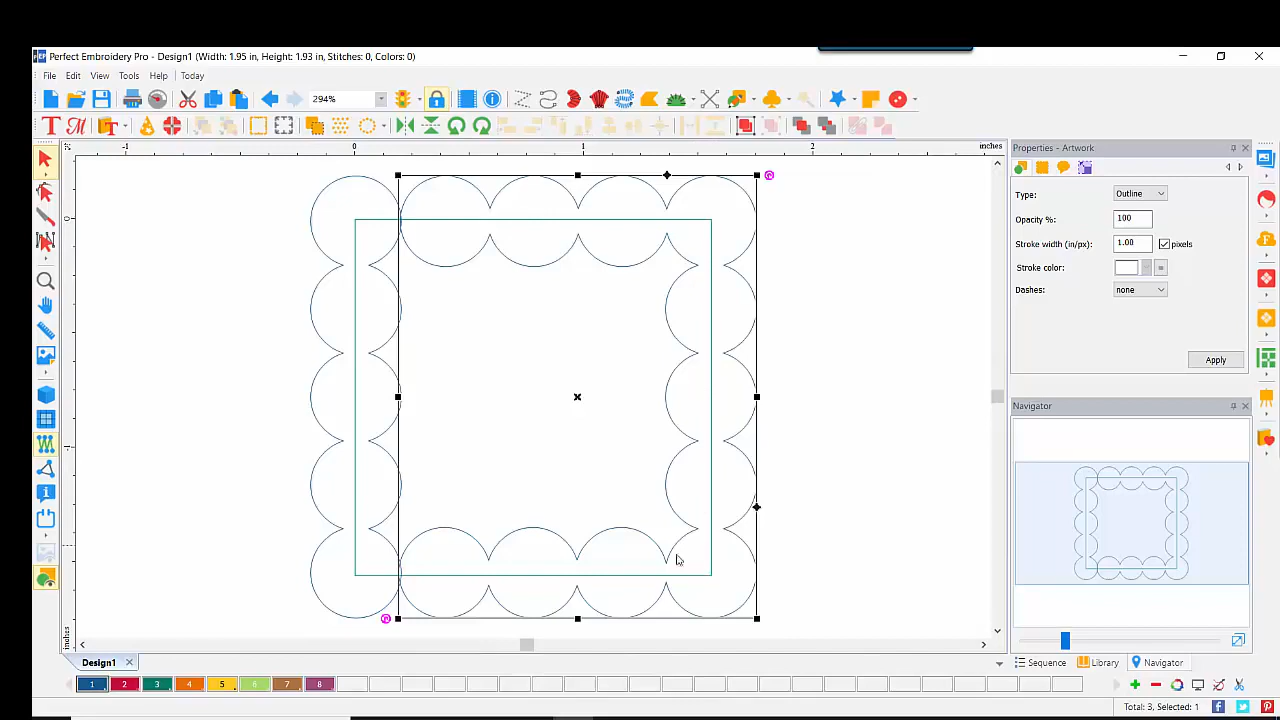 Perfect Embroidery Pro - Design1 (Width: 1.95 in, Height: 1.93 in, Stitches: 0, Colors: 0)
File Edit View Tools Help Today
294%
-1 0 1 2 inches
Properties - Artwork
Type: Outline
Opacity %: 100
Stroke width (in/px): 1.00 pixels
Stroke color:
Dashes: none
Apply
Navigator
0
-1
inches
Design1
Sequence Library Navigator
1 2 3 4 5 6 7 8
Total: 3, Selected: 1